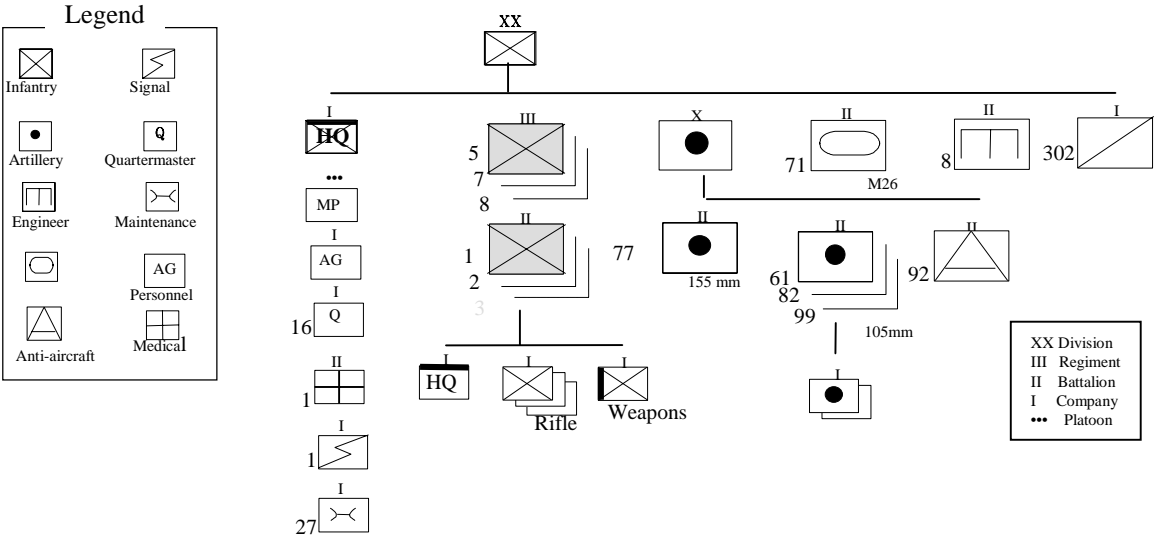 Legend
Infantry
Signal
Q
Artillery
Quartermaster
Engineer
Maintenance
AG
Personnel
Anti-aircraft
Medical
XX
I
HQ
•••
MP
I
AG
I
Q
16
II
1
I
1
I
27
III
5
7
8
II
1
2
3
I
HQ
I
Rifle
I
Weapons
X
II
77
155 mm
II
61
82
99
105mm
I
II
92
II
71
M26
II
8
I
302
XX Division
III Regiment
II Battalion
I Company
••• Platoon